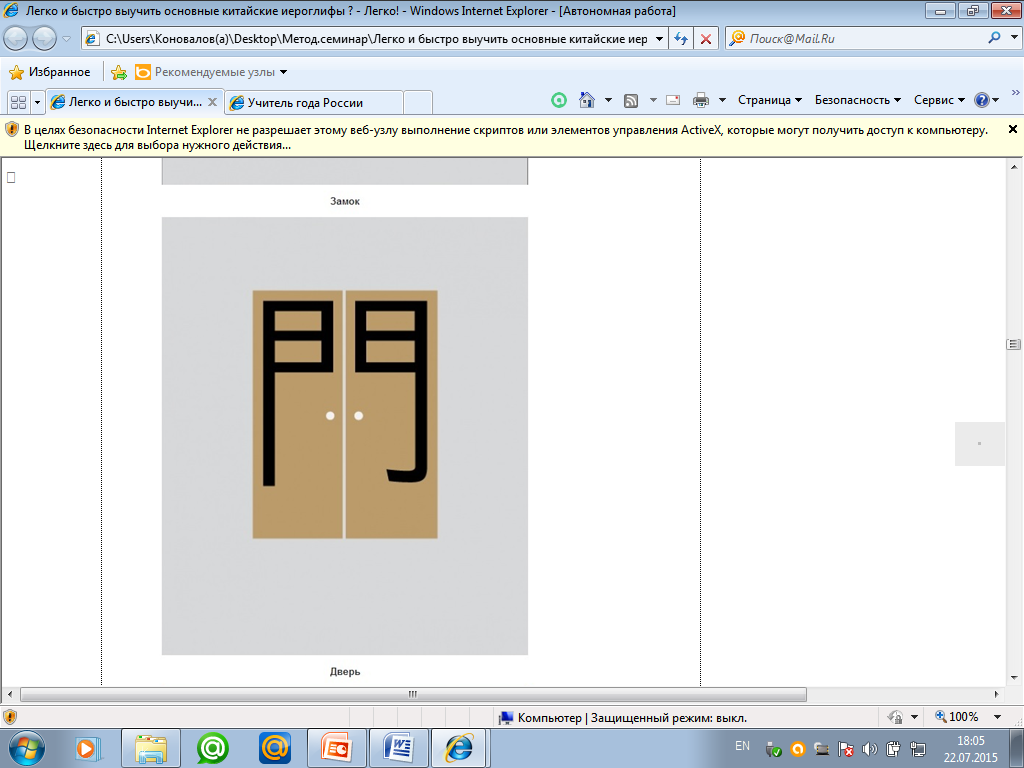 Легко и быстро выучить основные китайские иероглифы ? - Легко! - Windows Internet Explorer - [Автономная работа]
C:\Users\Коновалов(а)\Desktop\Метод.семинар\Легко и быстро выучить основные китайские иер
Поиск@Mail.Ru
Избранное
Рекомендуемые узлы
Легко и быстро выучи...
Учитель года России
Страница
Безопасность
Сервис
В целях безопасности Internet Explorer не разрешает этому веб-узлу выполнение скриптов или элементов управления ActiveX, которые могут получить доступ к компьютеру.
Щелкните здесь для выбора нужного действия...
Замок
門
Дверь
Компьютер | Защищенный режим: выкл.
100%
EN
18:05
22.07.2015